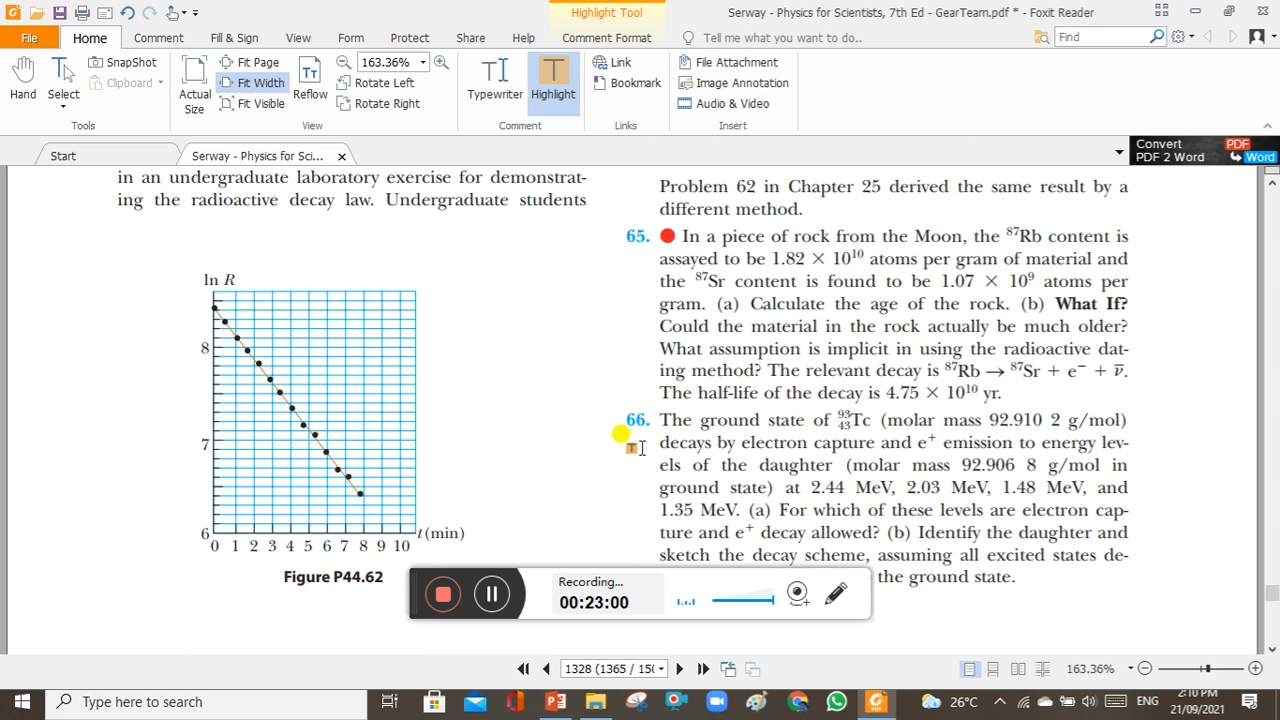 Highlight Tool
Serway - Physics for Scientists, 7th Ed - GearTeam.pdf * - Foxit Reader
File Home Comment Fill & Sign View Form Protect Share Help Comment Format Tell me what you want to do.. Find
Hand
Select
SnapShot
Clipboard
Tools
Actual Size
Fit Page
Fit Width
Fit Visible
Reflow
163.36%
Rotate Left
Rotate Right
View
Typewriter
Highlight
Comment
Link
Bookmark
Links
File Attachment
Image Annotation
Audio & Video
Insert
Start
Serway - Physics for Sci...
Convert PDF
PDF 2 Word Word
in an undergraduate laboratory exercise for demonstrat-
ing the radioactive decay law. Undergraduate students
ln R
8
7
6
0 1 2 3 4 5 6 7 8 9 10
t (min)
Figure P44.62
Problem 62 in Chapter 25 derived the same result by a
different method.
65. In a piece of rock from the Moon, the ⁸⁷Rb content is
assayed to be 1.82 × 10¹⁰ atoms per gram of material and
the ⁸⁷Sr content is found to be 1.07 × 10⁹ atoms per
gram. (a) Calculate the age of the rock. (b) What If?
Could the material in the rock actually be much older?
What assumption is implicit in using the radioactive dat-
ing method? The relevant decay is ⁸⁷Rb → ⁸⁷Sr + e⁻ + ν̅.
The half-life of the decay is 4.75 × 10¹⁰ yr.
66. The ground state of ⁹³₄₃Tc (molar mass 92.910 2 g/mol)
decays by electron capture and e⁺ emission to energy lev-
els of the daughter (molar mass 92.906 8 g/mol in
ground state) at 2.44 MeV, 2.03 MeV, 1.48 MeV, and
1.35 MeV. (a) For which of these levels are electron cap-
ture and e⁺ decay allowed? (b) Identify the daughter and
sketch the decay scheme, assuming all excited states de-
the ground state.
Recording...
00:23:00
1328 (1365 / 15(
163.36%
Type here to search
26°C
ENG
2:10 PM
21/09/2021